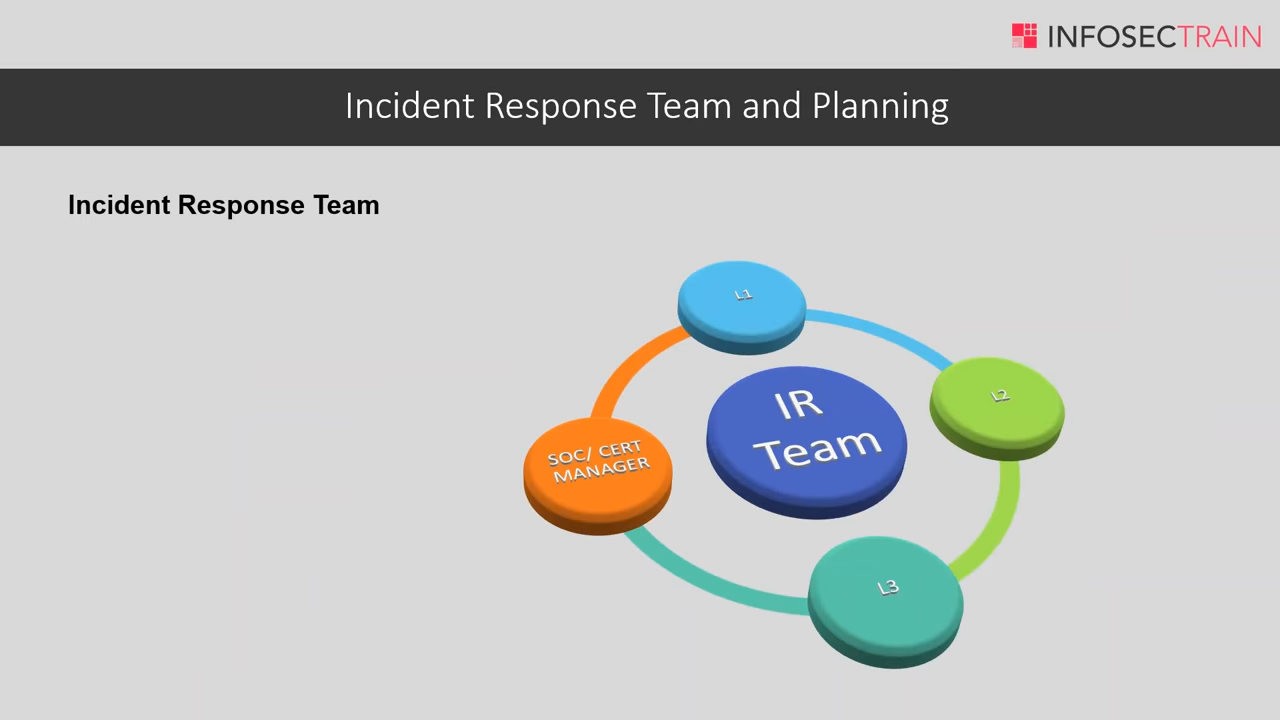 INFOSECTRAIN
Incident Response Team and Planning
Incident Response Team
L1
L2
IR
Team
SOC/ CERT
MANAGER
L3